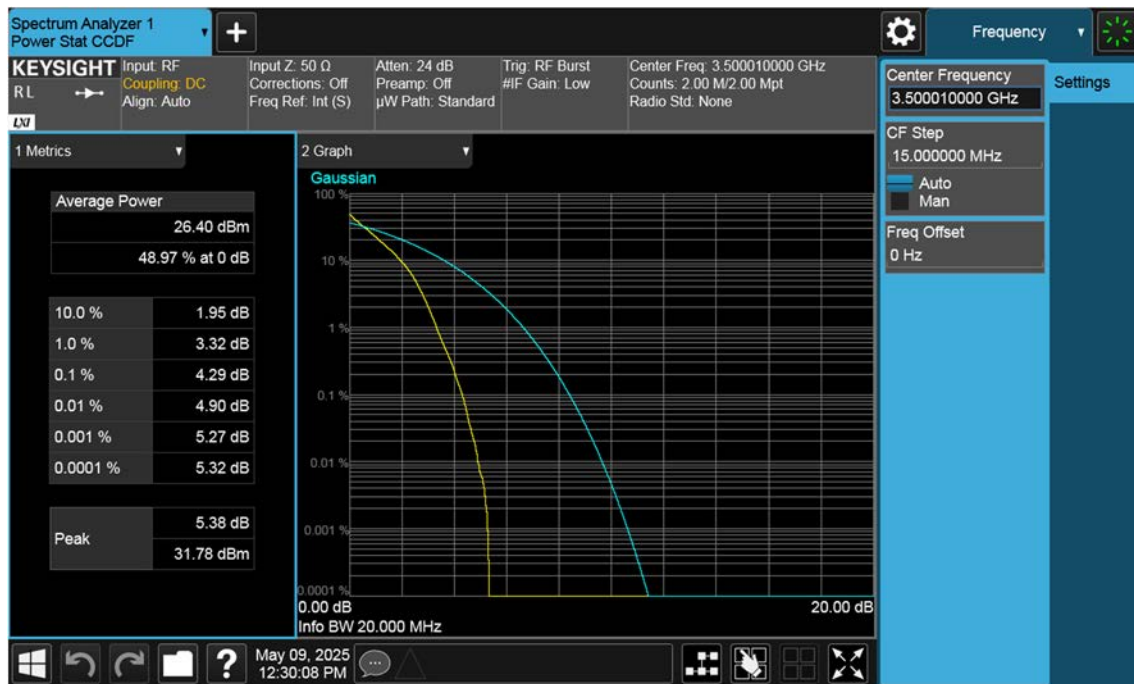 Spectrum Analyzer 1
Power Stat CCDF
Frequency
KEYSIGHT
RL
LXI
Input: RF
Coupling: DC
Align: Auto
Input Z: 50 Ω
Corrections: Off
Freq Ref: Int (S)
Atten: 24 dB
Preamp: Off
µW Path: Standard
Trig: RF Burst
#IF Gain: Low
Center Freq: 3.500010000 GHz
Counts: 2.00 M/2.00 Mpt
Radio Std: None
Center Frequency
3.500010000 GHz
Settings
CF Step
15.000000 MHz
Auto
Man
Freq Offset
0 Hz
1 Metrics
Average Power
26.40 dBm
48.97 % at 0 dB
10.0 % 1.95 dB
1.0 % 3.32 dB
0.1 % 4.29 dB
0.01 % 4.90 dB
0.001 % 5.27 dB
0.0001 % 5.32 dB
Peak
5.38 dB
31.78 dBm
2 Graph
Gaussian
100 %
10 %
1 %
0.1 %
0.01 %
0.001 %
0.0001 %
0.00 dB 20.00 dB
Info BW 20.000 MHz
May 09, 2025
12:30:08 PM